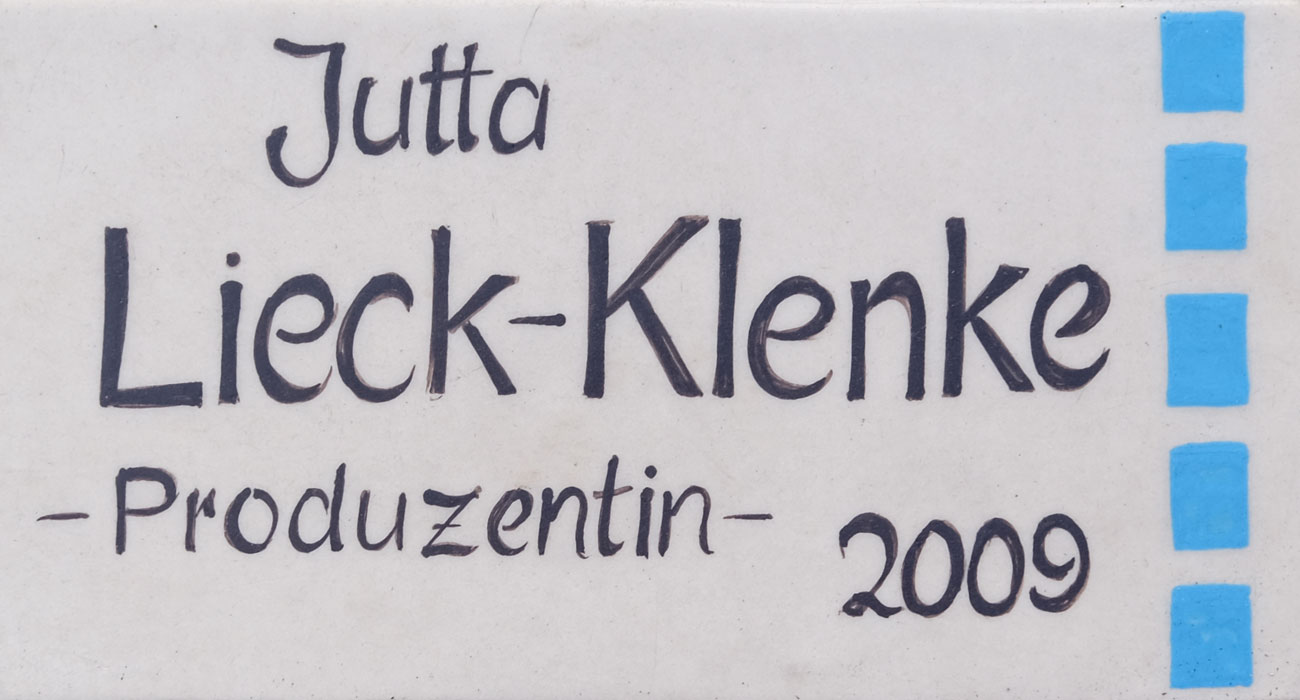 Jutta
Lieck-Klenke
-Produzentin-
2009